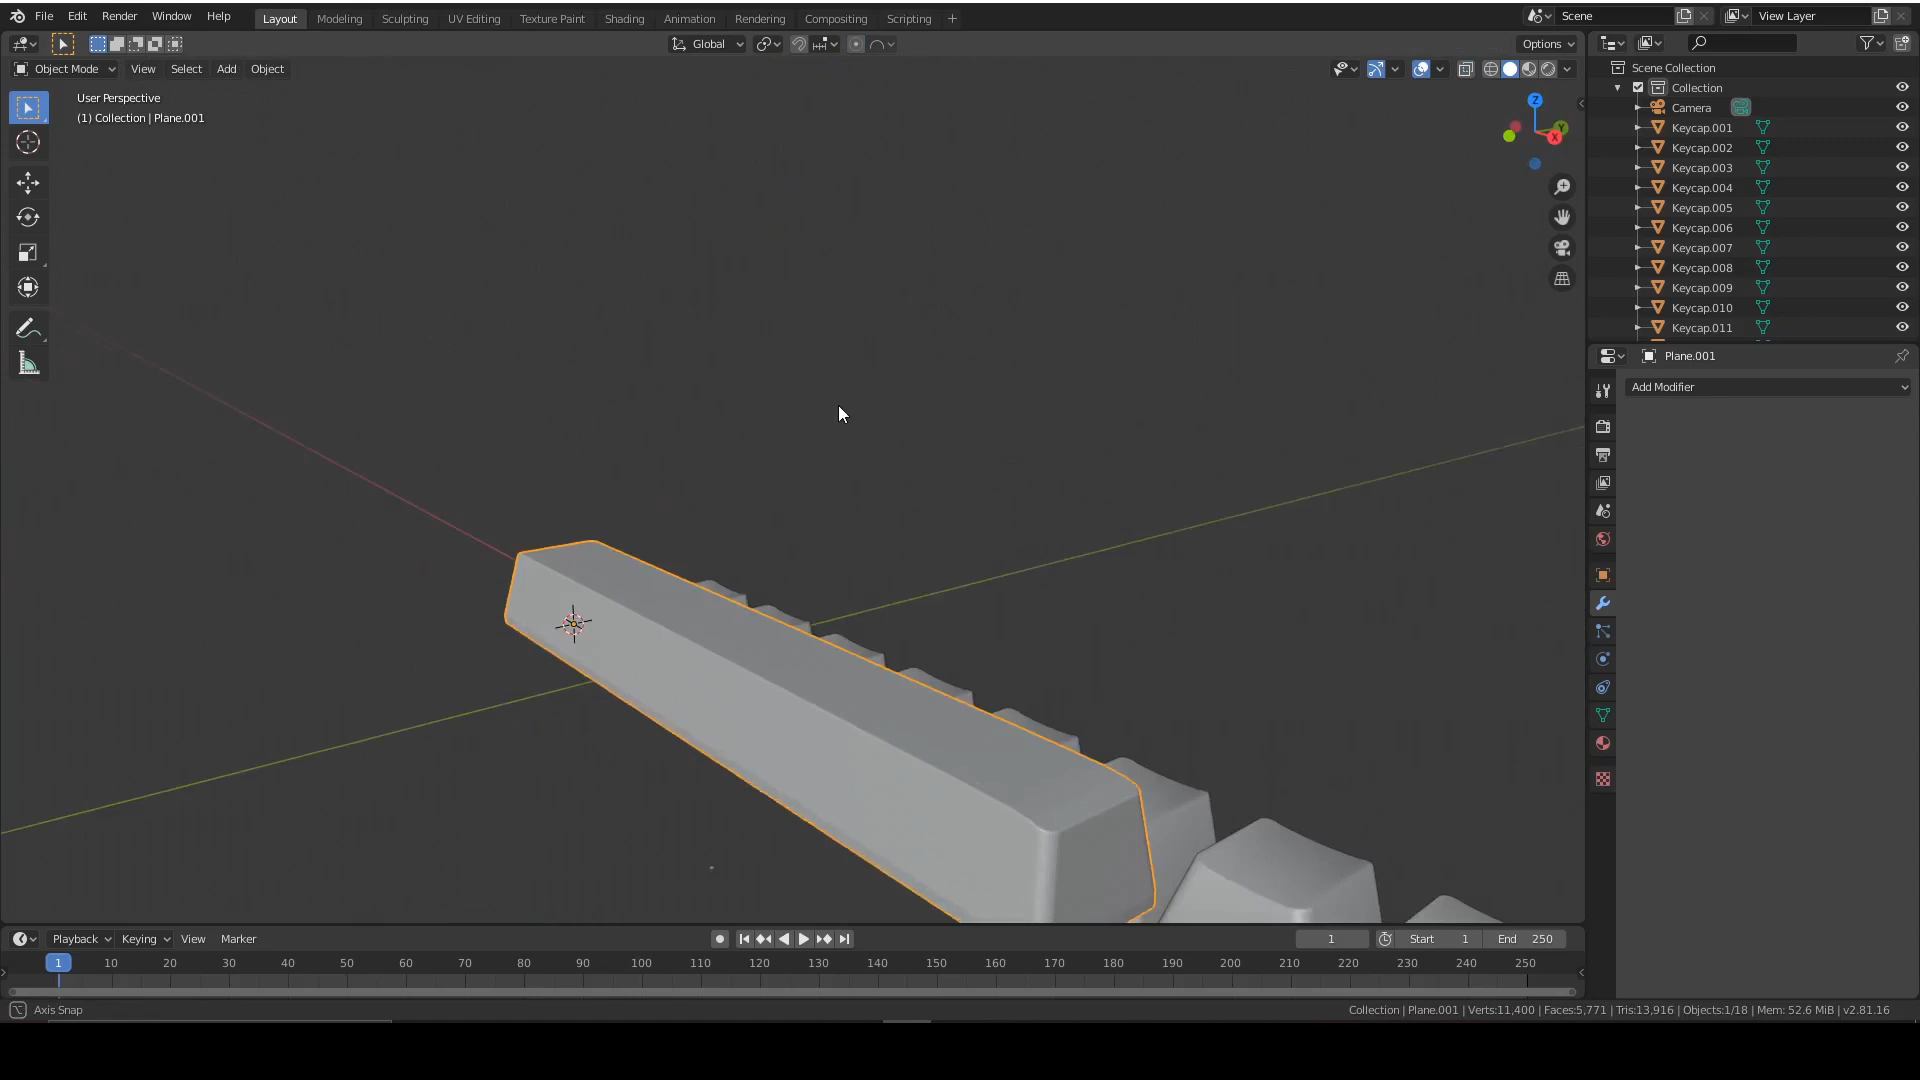 File Edit Render Window Help Layout Modeling Sculpting UV Editing Texture Paint Shading Animation Rendering Compositing Scripting + Scene View Layer
Global Options
Object Mode View Select Add Object
User Perspective
(1) Collection | Plane.001
Z
Y
X
Scene Collection
Collection
Camera
Keycap.001
Keycap.002
Keycap.003
Keycap.004
Keycap.005
Keycap.006
Keycap.007
Keycap.008
Keycap.009
Keycap.010
Keycap.011
Plane.001
Add Modifier
Playback Keying View Marker 1 Start 1 End 250
1 10 20 30 40 50 60 70 80 90 100 110 120 130 140 150 160 170 180 190 200 210 220 230 240 250
Axis Snap Collection | Plane.001 | Verts:11,400 | Faces:5,771 | Tris:13,916 | Objects:1/18 | Mem: 52.6 MiB | v2.81.16